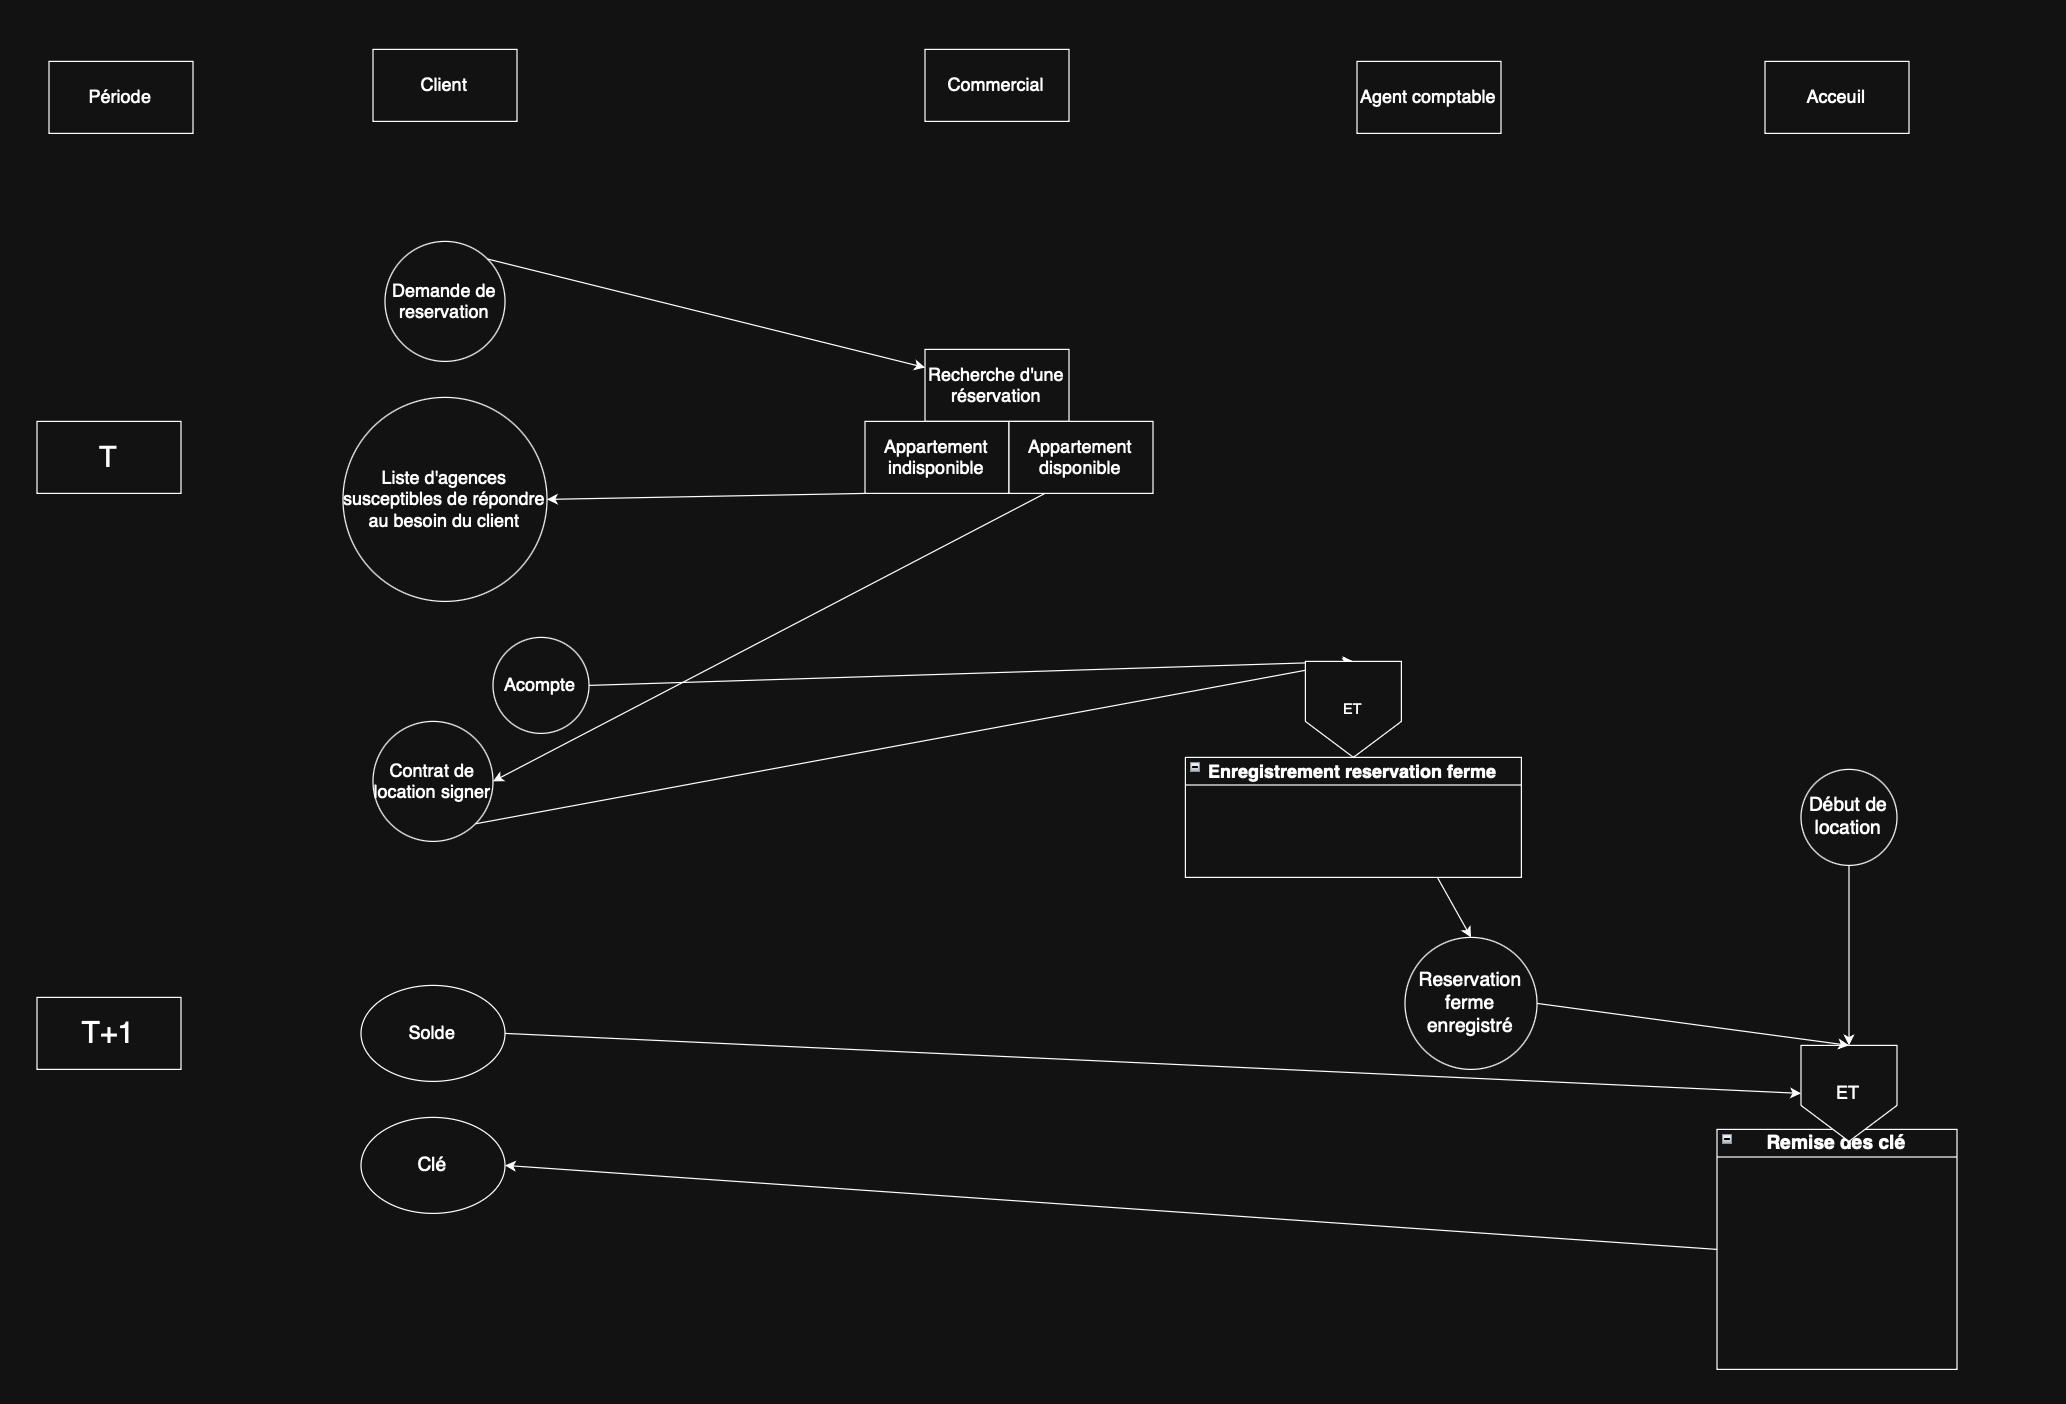 Période
Client
Commercial
Agent comptable
Acceuil
Demande de
reservation
Recherche d'une
réservation
T
Appartement
indisponible
Appartement
disponible
Liste d'agences
susceptibles de répondre
au besoin du client
Acompte
ET
Contrat de
location signer
Enregistrement reservation ferme
Début de
location
Reservation
ferme
enregistré
T+1
Solde
ET
Remise des clé
Clé